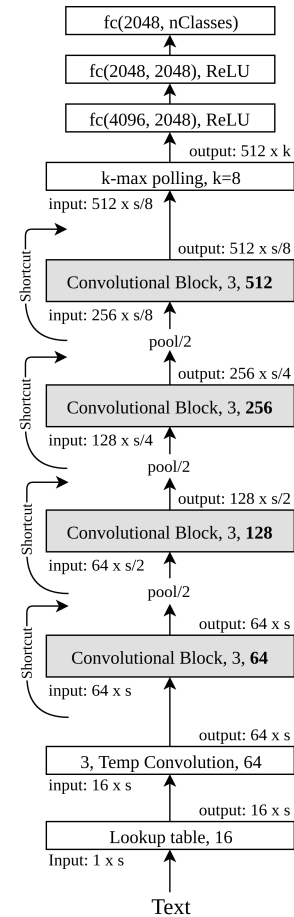 fc(2048, nClasses)
fc(2048, 2048), ReLU
fc(4096, 2048), ReLU
output: 512 x k
k-max polling, k=8
input: 512 x s/8
Shortcut
output: 512 x s/8
Convolutional Block, 3, 512
input: 256 x s/8
pool/2
Shortcut
output: 256 x s/4
Convolutional Block, 3, 256
input: 128 x s/4
pool/2
Shortcut
output: 128 x s/2
Convolutional Block, 3, 128
input: 64 x s/2
pool/2
Shortcut
output: 64 x s
Convolutional Block, 3, 64
input: 64 x s
output: 64 x s
3, Temp Convolution, 64
input: 16 x s
output: 16 x s
Lookup table, 16
Input: 1 x s
Text